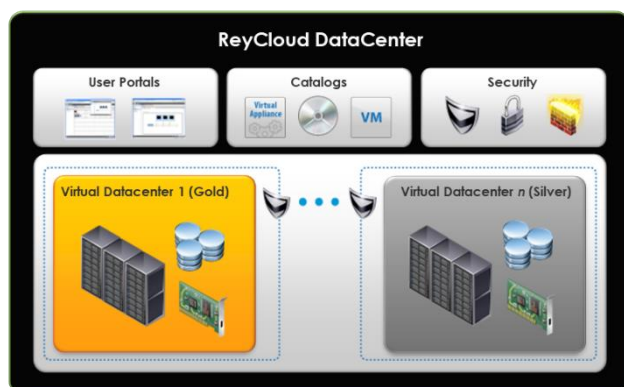 ReyCloud DataCenter
User Portals
Catalogs
Security
Virtual
Appliance
VM
Virtual Datacenter 1 (Gold)
Virtual Datacenter n (Silver)